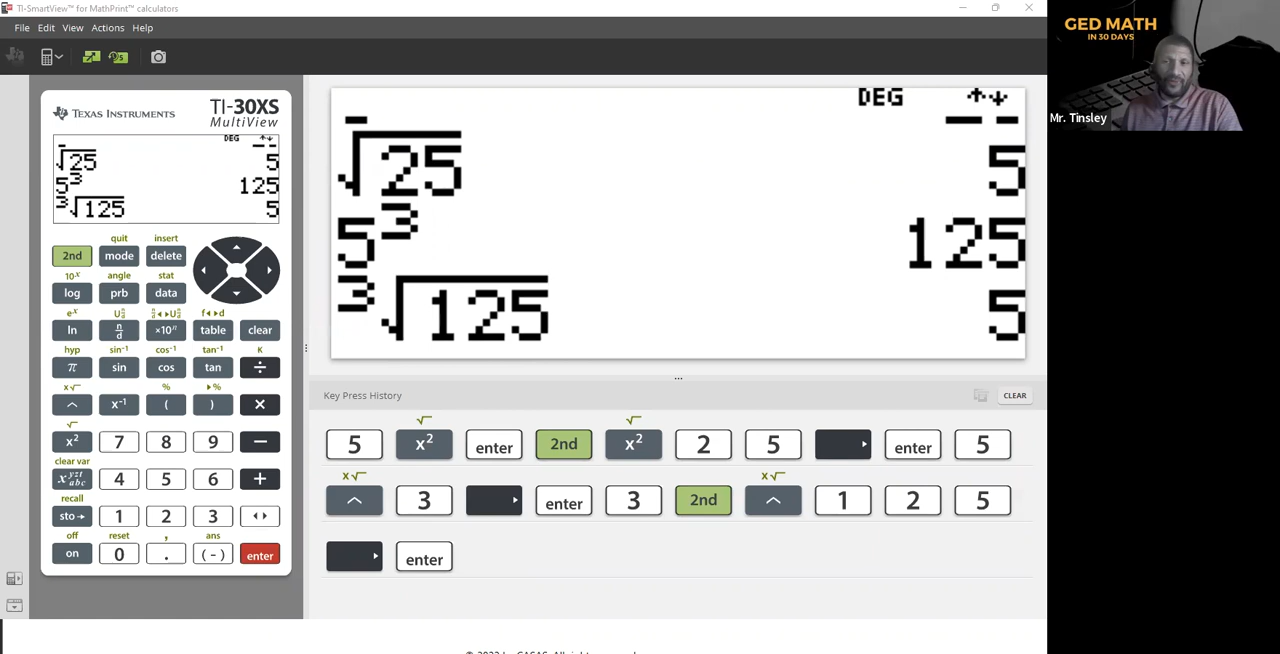 TI-SmartView™ for MathPrint™ calculators
File Edit View Actions Help
GED MATH
IN 30 DAYS
Mr. Tinsley
TEXAS INSTRUMENTS
TI-30XS
MultiView
DEG
√25 5
5³ 125
³√125 5
DEG
√25 5
5³ 125
³√125 5
quit insert
2nd mode delete
10ˣ angle stat
log prb data
eˣ U n/d n/d◄►U n/d f◄►d
ln n/d ×10ⁿ table clear
hyp sin⁻¹ cos⁻¹ tan⁻¹ K
π sin cos tan ÷
x√ % ►%
^ x⁻¹ ( ) ×
√
x² 7 8 9 −
clear var
x yzt abc 4 5 6 +
recall
sto→ 1 2 3 ◄►
off reset , ans
on 0 . (-) enter
Key Press History CLEAR
√ √
5 x² enter 2nd x² 2 5 enter 5
x√ x√
^ 3 enter 3 2nd ^ 1 2 5
enter